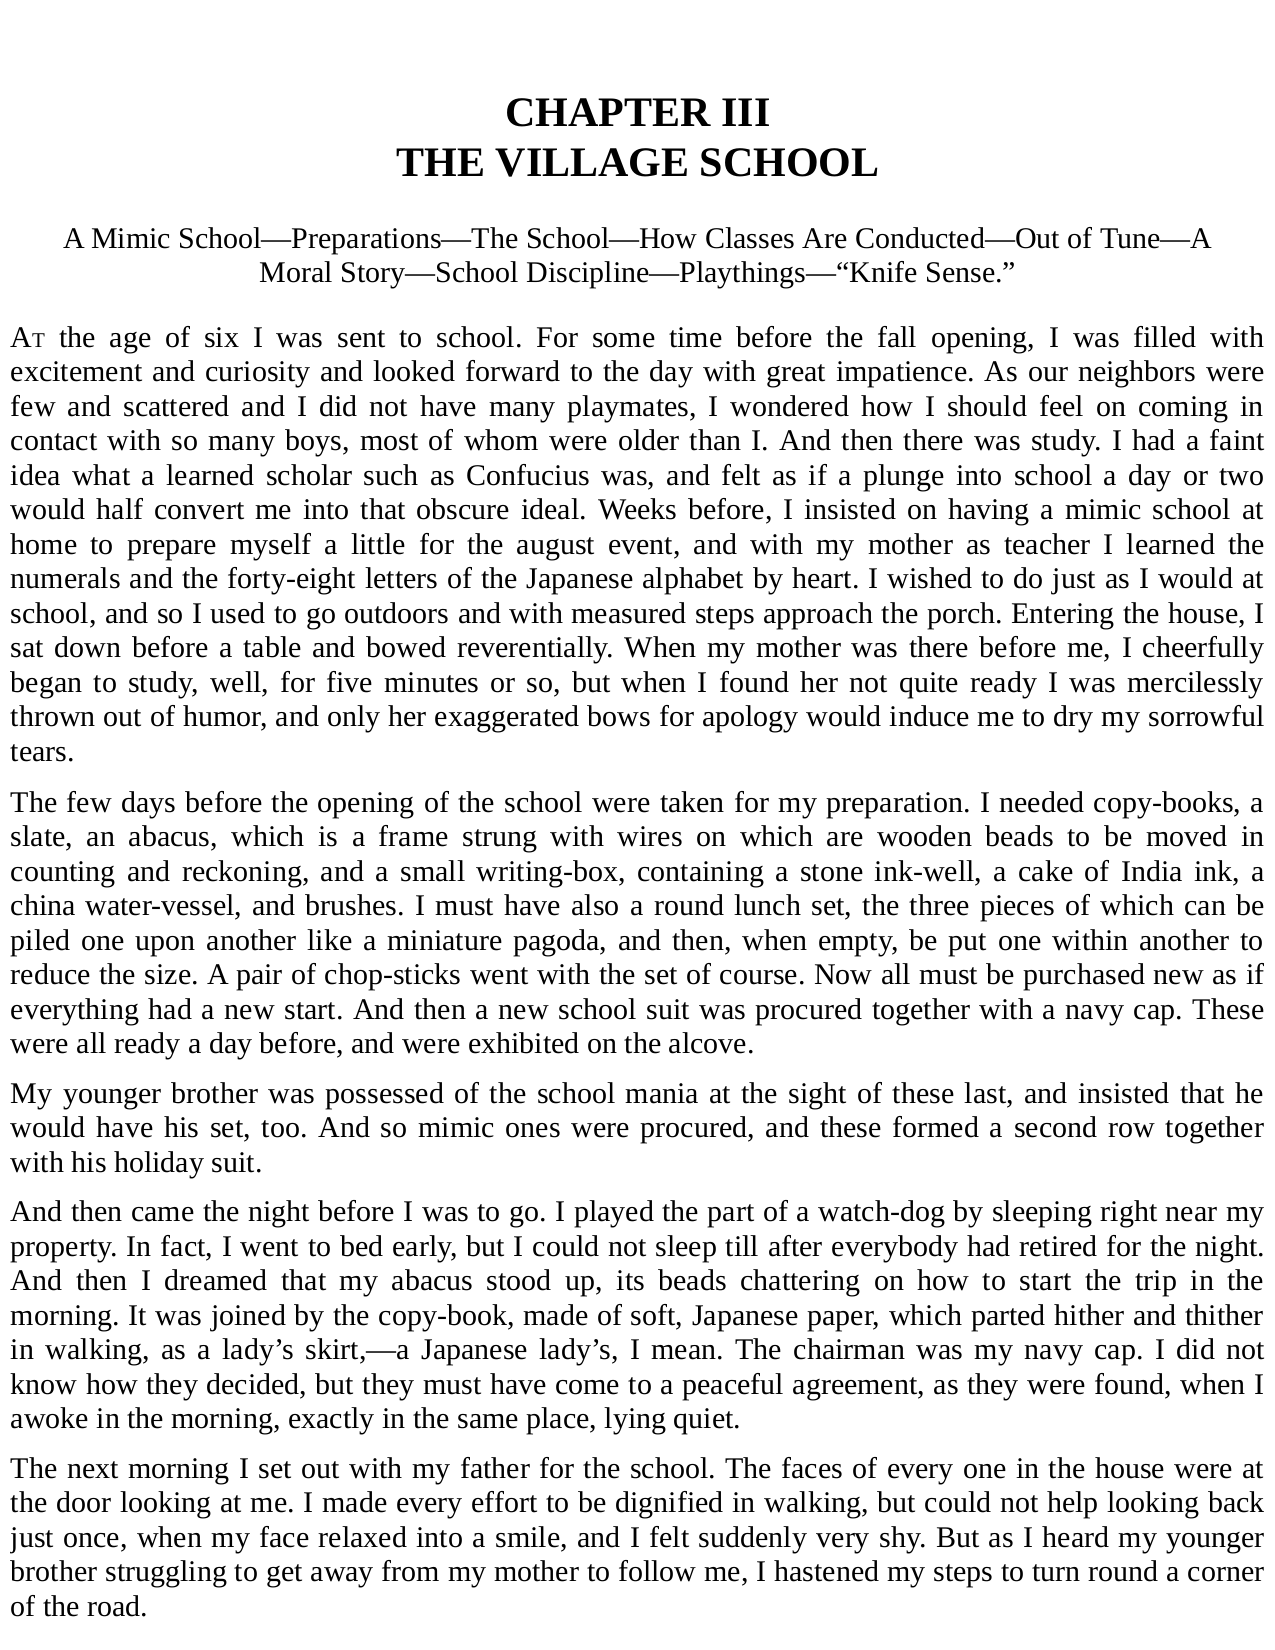 CHAPTER III
THE VILLAGE SCHOOL
A Mimic School—Preparations—The School—How Classes Are Conducted—Out of Tune—A
Moral Story—School Discipline—Playthings—“Knife Sense.”
AT the age of six I was sent to school. For some time before the fall opening, I was filled with
excitement and curiosity and looked forward to the day with great impatience. As our neighbors were
few and scattered and I did not have many playmates, I wondered how I should feel on coming in
contact with so many boys, most of whom were older than I. And then there was study. I had a faint
idea what a learned scholar such as Confucius was, and felt as if a plunge into school a day or two
would half convert me into that obscure ideal. Weeks before, I insisted on having a mimic school at
home to prepare myself a little for the august event, and with my mother as teacher I learned the
numerals and the forty-eight letters of the Japanese alphabet by heart. I wished to do just as I would at
school, and so I used to go outdoors and with measured steps approach the porch. Entering the house, I
sat down before a table and bowed reverentially. When my mother was there before me, I cheerfully
began to study, well, for five minutes or so, but when I found her not quite ready I was mercilessly
thrown out of humor, and only her exaggerated bows for apology would induce me to dry my sorrowful
tears.
The few days before the opening of the school were taken for my preparation. I needed copy-books, a
slate, an abacus, which is a frame strung with wires on which are wooden beads to be moved in
counting and reckoning, and a small writing-box, containing a stone ink-well, a cake of India ink, a
china water-vessel, and brushes. I must have also a round lunch set, the three pieces of which can be
piled one upon another like a miniature pagoda, and then, when empty, be put one within another to
reduce the size. A pair of chop-sticks went with the set of course. Now all must be purchased new as if
everything had a new start. And then a new school suit was procured together with a navy cap. These
were all ready a day before, and were exhibited on the alcove.
My younger brother was possessed of the school mania at the sight of these last, and insisted that he
would have his set, too. And so mimic ones were procured, and these formed a second row together
with his holiday suit.
And then came the night before I was to go. I played the part of a watch-dog by sleeping right near my
property. In fact, I went to bed early, but I could not sleep till after everybody had retired for the night.
And then I dreamed that my abacus stood up, its beads chattering on how to start the trip in the
morning. It was joined by the copy-book, made of soft, Japanese paper, which parted hither and thither
in walking, as a lady’s skirt,—a Japanese lady’s, I mean. The chairman was my navy cap. I did not
know how they decided, but they must have come to a peaceful agreement, as they were found, when I
awoke in the morning, exactly in the same place, lying quiet.
The next morning I set out with my father for the school. The faces of every one in the house were at
the door looking at me. I made every effort to be dignified in walking, but could not help looking back
just once, when my face relaxed into a smile, and I felt suddenly very shy. But as I heard my younger
brother struggling to get away from my mother to follow me, I hastened my steps to turn round a corner
of the road.